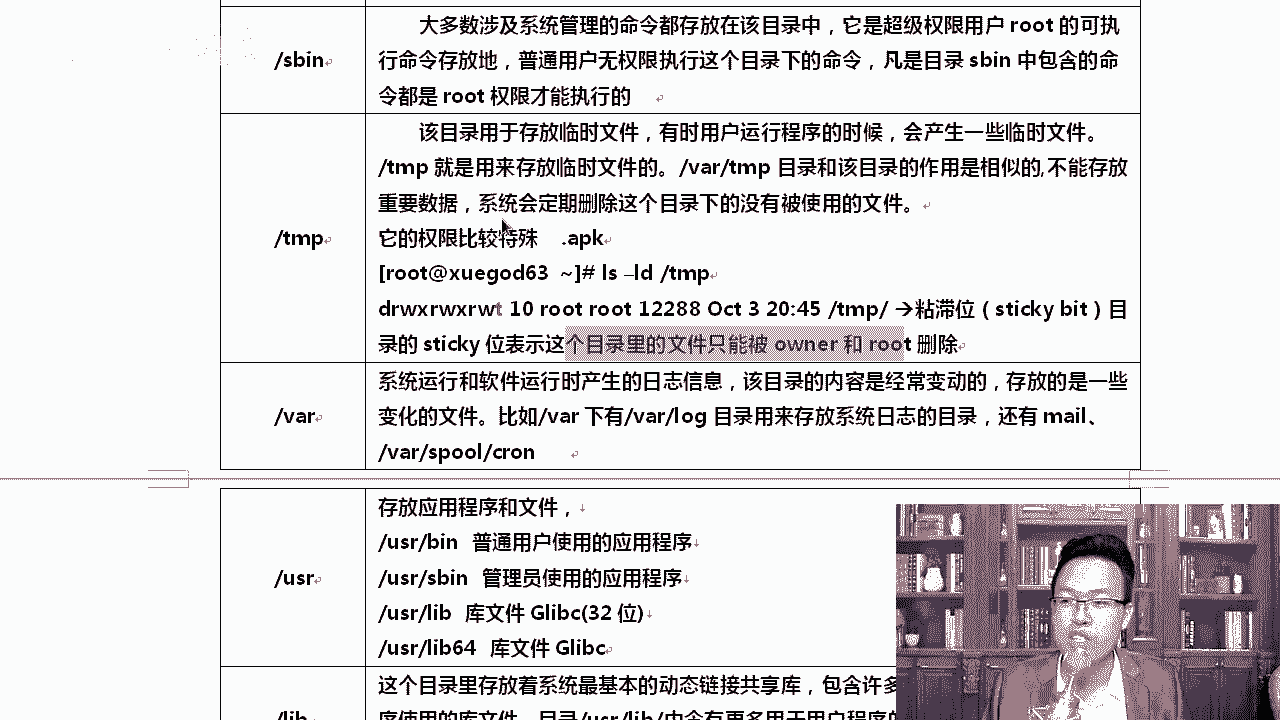 大多数涉及系统管理的命令都存放在该目录中，它是超级权限用户 root 的可执
/sbin
行命令存放地，普通用户无权限执行这个目录下的命令，凡是目录 sbin 中包含的命
令都是 root 权限才能执行的
该目录用于存放临时文件，有时用户运行程序的时候，会产生一些临时文件。
/tmp 就是用来存放临时文件的。/var/tmp 目录和该目录的作用是相似的,不能存放
重要数据，系统会定期删除这个目录下的没有被使用的文件。
/tmp
它的权限比较特殊 .apk
[root@xuegod63 ~]# ls –ld /tmp
drwxrwxrwt 10 root root 12288 Oct 3 20:45 /tmp/ →粘滞位（sticky bit）目
录的 sticky 位表示这个目录里的文件只能被 owner 和 root 删除
系统运行和软件运行时产生的日志信息，该目录的内容是经常变动的，存放的是一些
/var
变化的文件。比如/var 下有/var/log 目录用来存放系统日志的目录，还有 mail、
/var/spool/cron
存放应用程序和文件，
/usr/bin 普通用户使用的应用程序
/usr
/usr/sbin 管理员使用的应用程序
/usr/lib 库文件 Glibc(32 位)
/usr/lib64 库文件 Glibc
这个目录里存放着系统最基本的动态链接共享库，包含许多
/lib
序使用的库文件，目录/usr/lib/中含有更多用于用户程序的